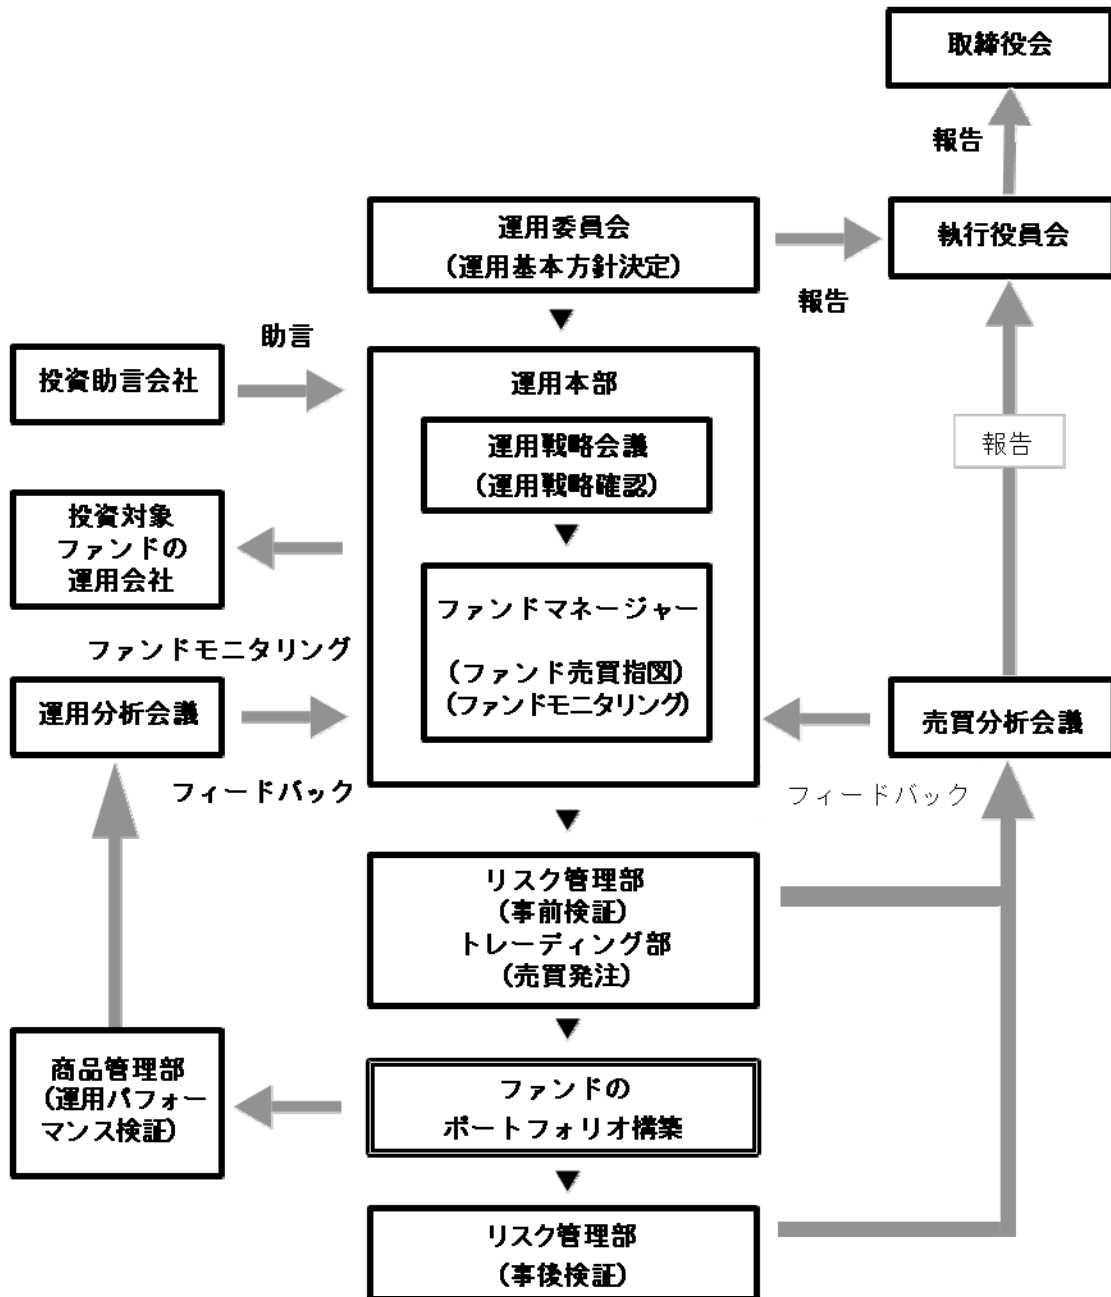 取締役会
報告
運用委員会
(運用基本方針決定)
執行役員会
報告
助言
投資助言会社
運用本部
運用戦略会議
(運用戦略確認)
報告
投資対象
ファンドの
運用会社
ファンドマネージャー
(ファンド売買指図)
(ファンドモニタリング)
ファンドモニタリング
運用分析会議
売買分析会議
フィードバック
フィードバック
リスク管理部
(事前検証)
トレーディング部
(売買発注)
商品管理部
(運用パフォー
マンス検証)
ファンドの
ポートフォリオ構築
リスク管理部
(事後検証)